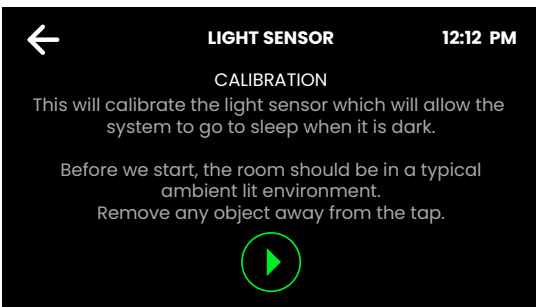 LIGHT SENSOR 12:12 PM
CALIBRATION
This will calibrate the light sensor which will allow the
system to go to sleep when it is dark.
Before we start, the room should be in a typical
ambient lit environment.
Remove any object away from the tap.